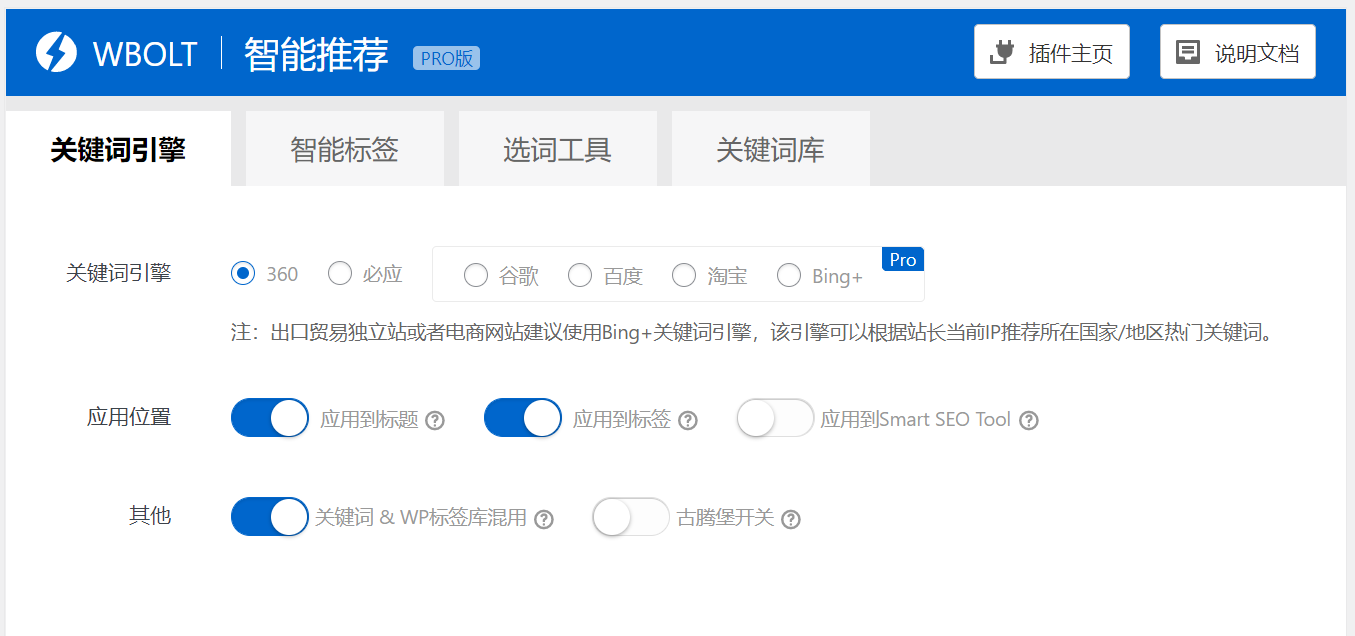 WBOLT 智能推荐 PRO版 插件主页 说明文档
关键词引擎 智能标签 选词工具 关键词库
关键词引擎 360 必应 谷歌 百度 淘宝 Bing+ Pro
注：出口贸易独立站或者电商网站建议使用Bing+关键词引擎，该引擎可以根据站长当前IP推荐所在国家/地区热门关键词。
应用位置 应用到标题 ? 应用到标签 ? 应用到Smart SEO Tool ?
其他 关键词 & WP标签库混用 ? 古腾堡开关 ?